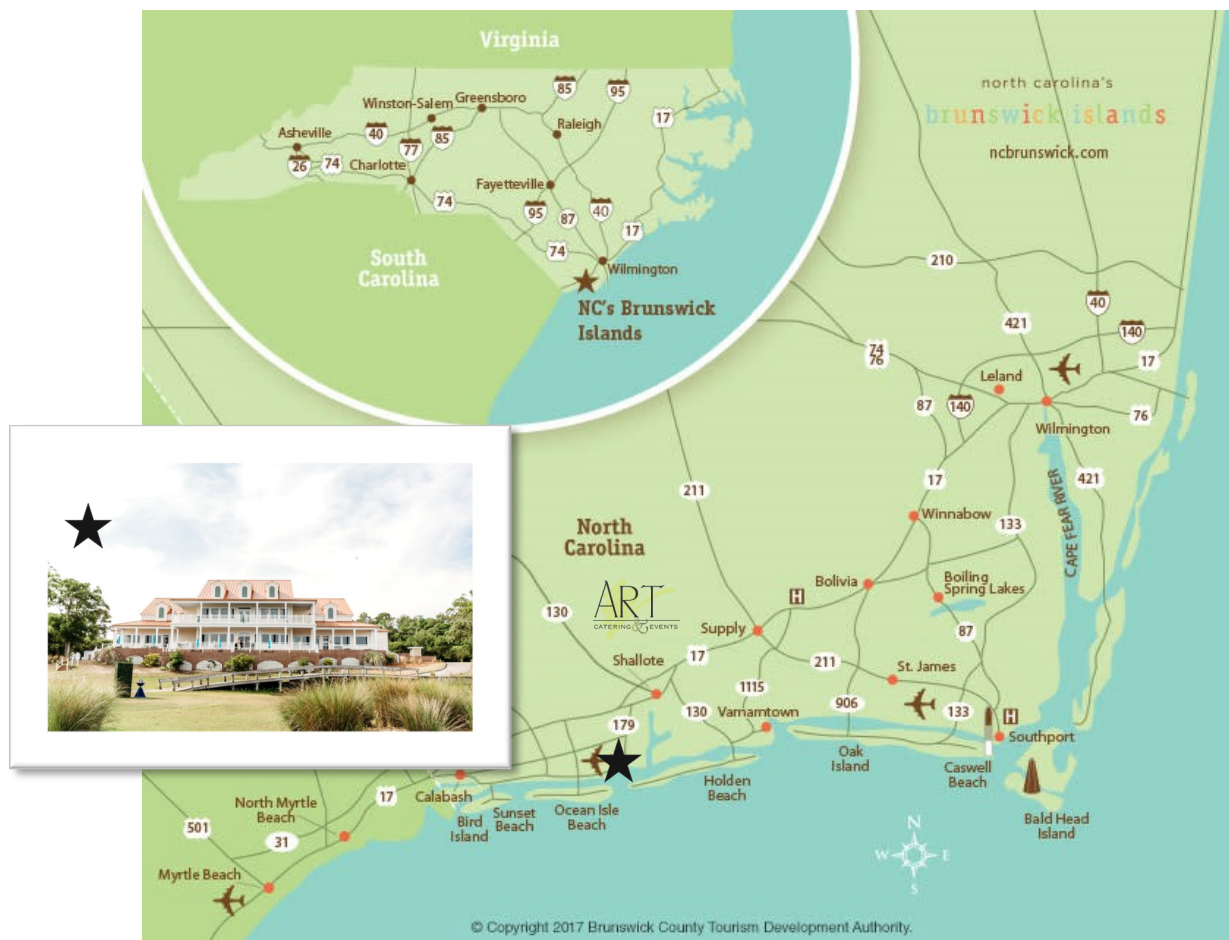 Virginia
85
95
Winston-Salem
Greensboro
17
Asheville
40
85
Raleigh
77
26
74
Charlotte
Fayetteville
74
95
87
40
17
74
South
Carolina
Wilmington
NC's Brunswick
Islands
north carolina's
brunswick islands
ncbrunswick.com
210
40
421
140
74
76
17
Leland
87
140
76
Wilmington
211
17
421
CAPE FEAR RIVER
North
Carolina
Winnabow
133
ART
CATERING & EVENTS
130
H
Bolivia
Boiling
Spring Lakes
Supply
87
17
Shallote
211
St. James
1115
130
Varnamtown
906
133
H
179
Southport
Oak
Island
Caswell
Beach
Holden
Beach
Bald Head
Island
17
Calabash
Bird
Island
Sunset
Beach
Ocean Isle
Beach
North Myrtle
Beach
501
31
Myrtle Beach
N
W
E
S
© Copyright 2017 Brunswick County Tourism Development Authority.